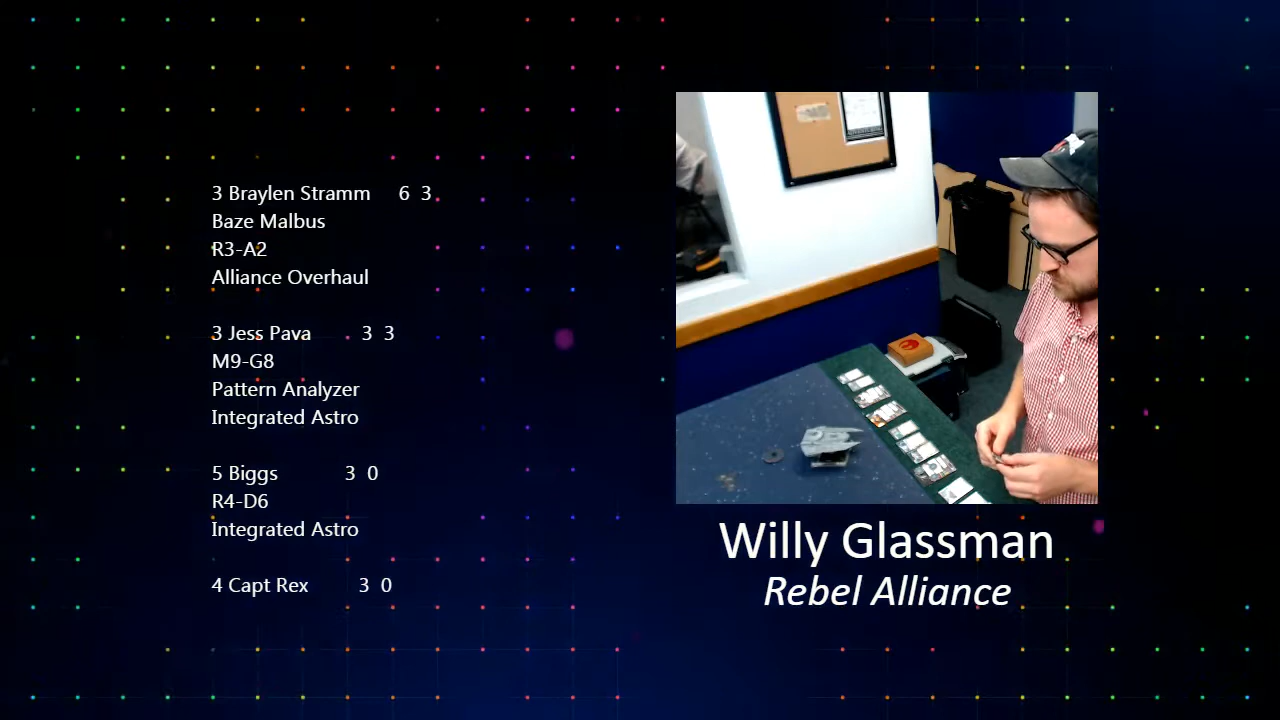 3 Braylen Stramm 6 3
Baze Malbus
R3-A2
Alliance Overhaul
3 Jess Pava 3 3
M9-G8
Pattern Analyzer
Integrated Astro
5 Biggs 3 0
R4-D6
Integrated Astro
4 Capt Rex 3 0
Willy Glassman
Rebel Alliance